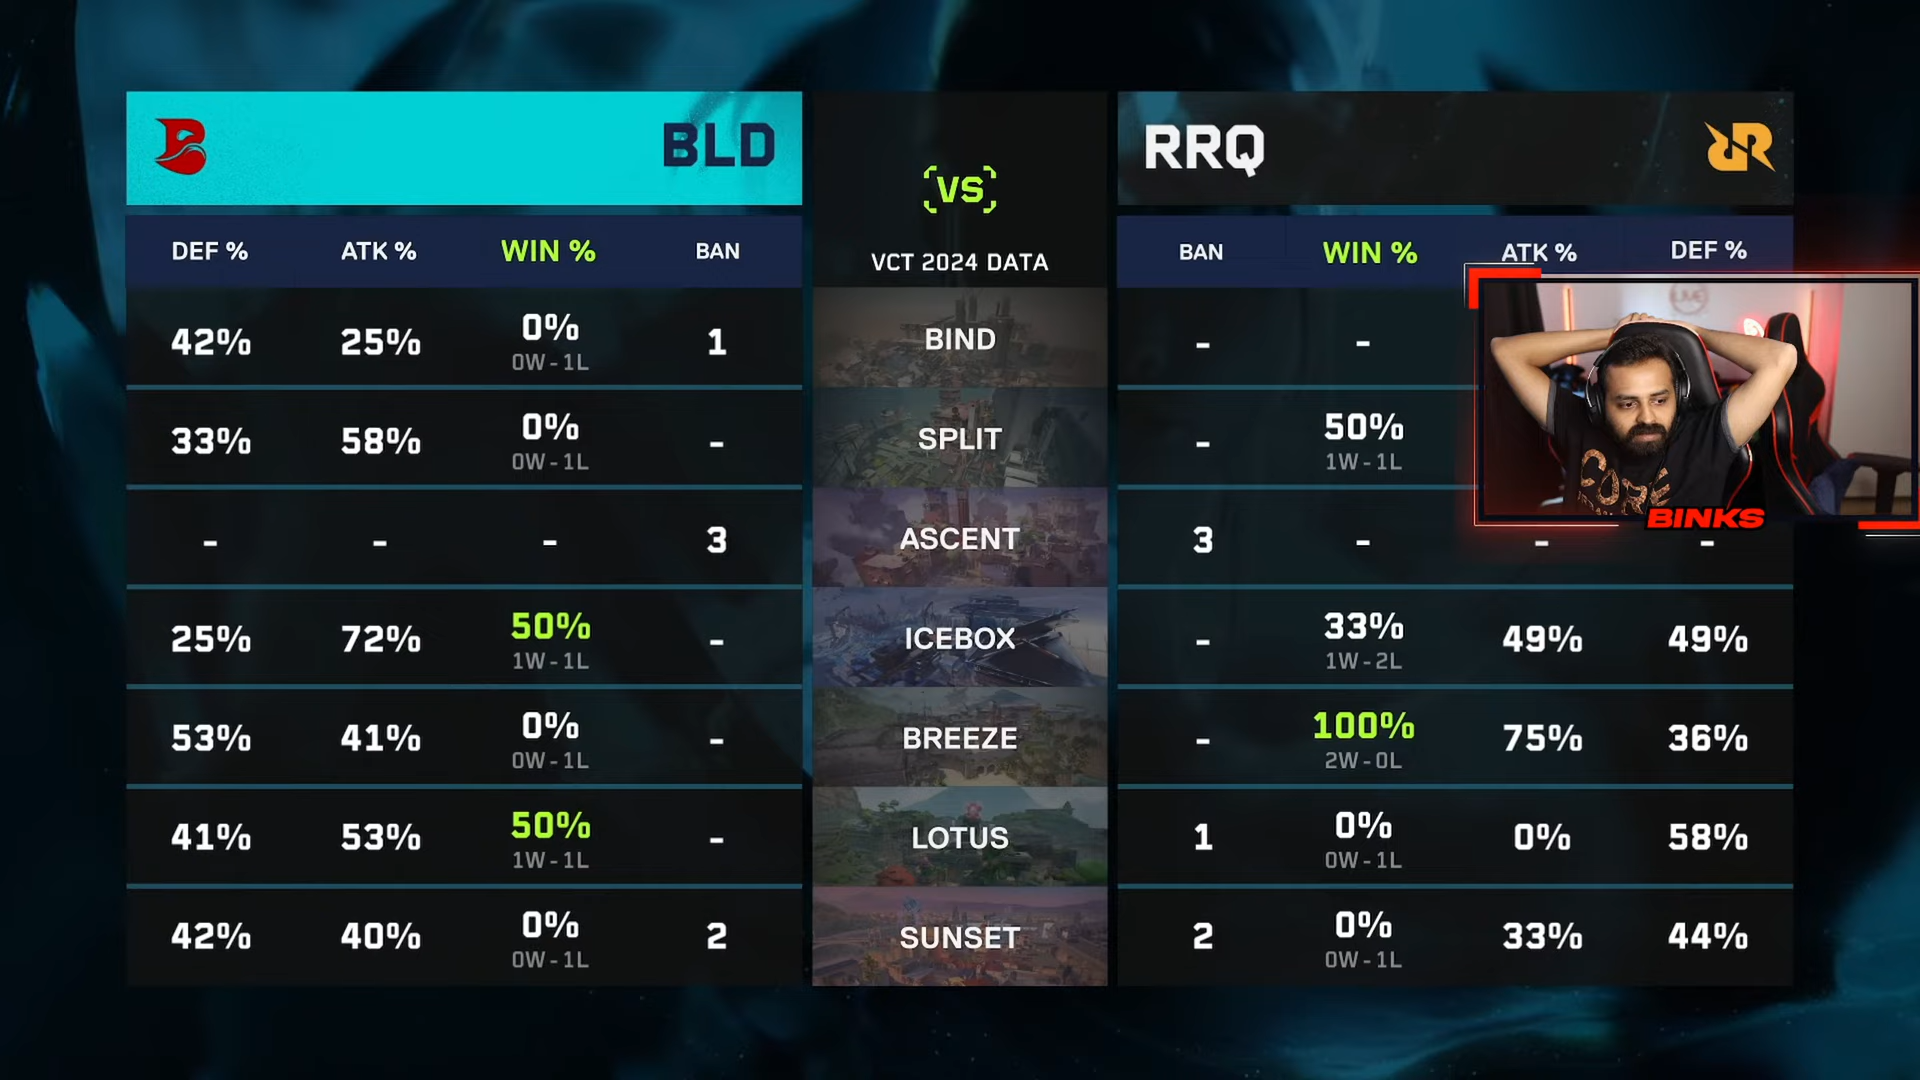 BLD
VS
VCT 2024 DATA
RRQ
DEF % ATK % WIN % BAN
BAN WIN % ATK % DEF %
42% 25% 0% 1 BIND - -
0W - 1L
33% 58% 0% - SPLIT - 50%
0W - 1L 1W - 1L
- - - 3 ASCENT 3 - - -
25% 72% 50% - ICEBOX - 33% 49% 49%
1W - 1L 1W - 2L
53% 41% 0% - BREEZE - 100% 75% 36%
0W - 1L 2W - 0L
41% 53% 50% - LOTUS 1 0% 0% 58%
1W - 1L 0W - 1L
42% 40% 0% 2 SUNSET 2 0% 33% 44%
0W - 1L 0W - 1L
LIVE
FORE
BINKS